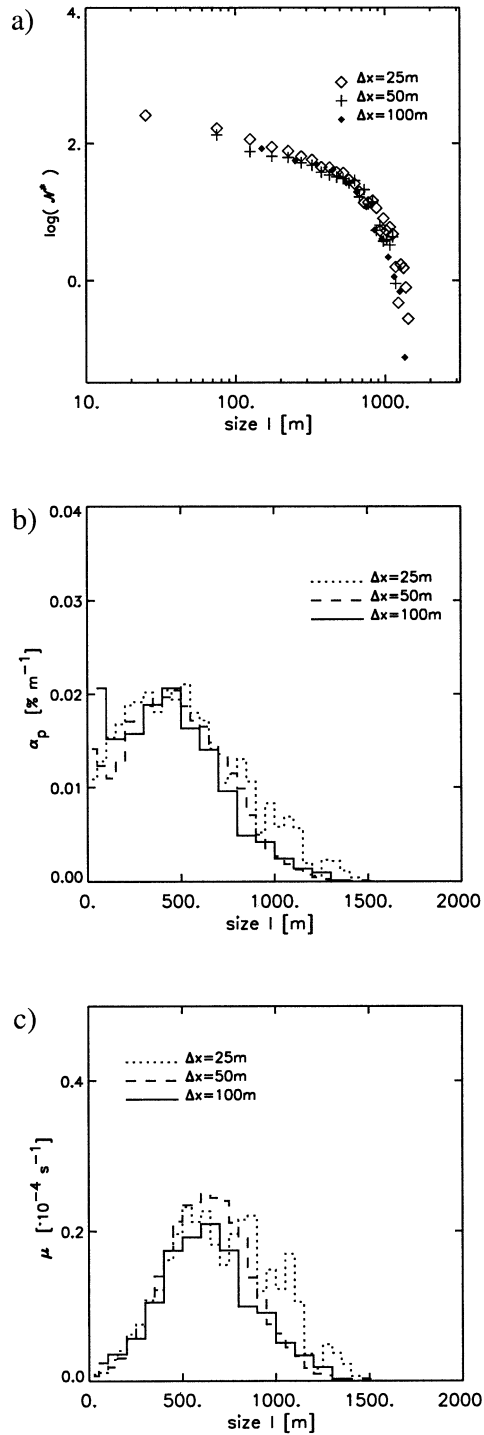 a)
4.
2.
0.
log( 𝒩* )
Δx=25m
Δx=50m
Δx=100m
10.
100.
1000.
size l [m]
b)
0.04
0.03
0.02
0.01
0.00
αp [% m−1]
Δx=25m
Δx=50m
Δx=100m
0.
500.
1000.
1500.
2000
size l [m]
c)
0.4
0.2
0.0
μ [·10−4 s−1]
Δx=25m
Δx=50m
Δx=100m
0.
500.
1000.
1500.
2000
size l [m]